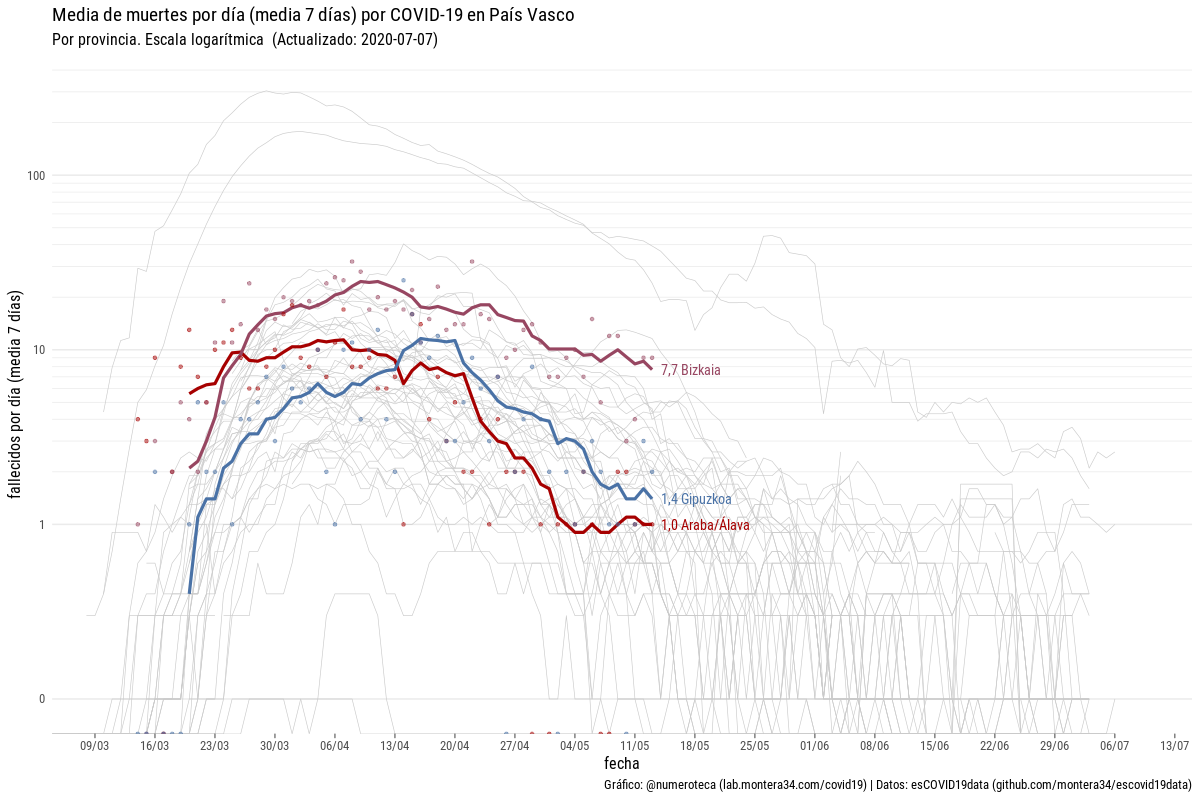 Media de muertes por día (media 7 días) por COVID-19 en País Vasco
Por provincia. Escala logarítmica (Actualizado: 2020-07-07)
fallecidos por día (media 7 días)
100
10
1
0
7,7 Bizkaia
1,4 Gipuzkoa
1,0 Araba/Álava
09/03 16/03 23/03 30/03 06/04 13/04 20/04 27/04 04/05 11/05 18/05 25/05 01/06 08/06 15/06 22/06 29/06 06/07 13/07
fecha
Gráfico: @numeroteca (lab.montera34.com/covid19) | Datos: esCOVID19data (github.com/montera34/escovid19data)